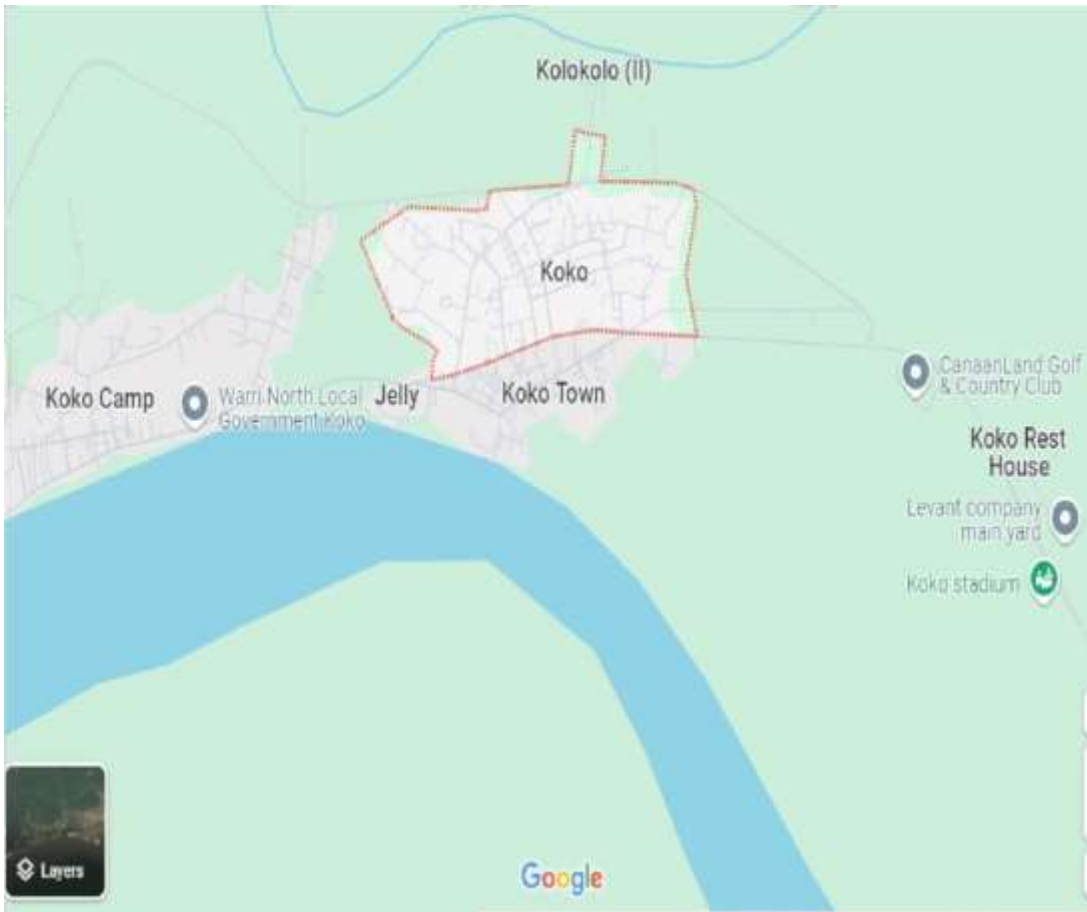 Kolokolo (II)
Koko
Koko Camp
Warri North Local
Government Koko
Jelly
Koko Town
CanaanLand Golf
& Country Club
Koko Rest
House
Levant company
main yard
Koko stadium
Layers
Google